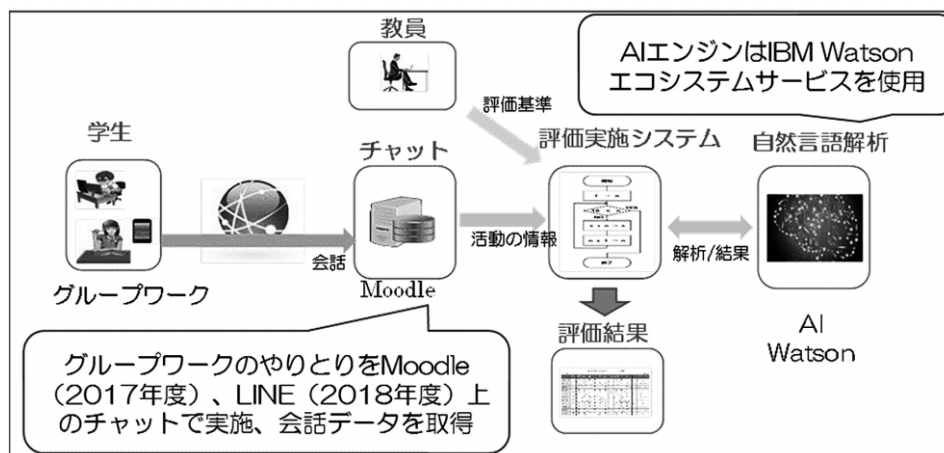 教員
AIエンジンはIBM Watson
エコシステムサービスを使用
評価基準
学生
チャット
評価実施システム
自然言語解析
会話
活動の情報
解析/結果
グループワーク
Moodle
評価結果
AI
Watson
グループワークのやりとりをMoodle
（2017年度）、LINE（2018年度）上
のチャットで実施、会話データを取得